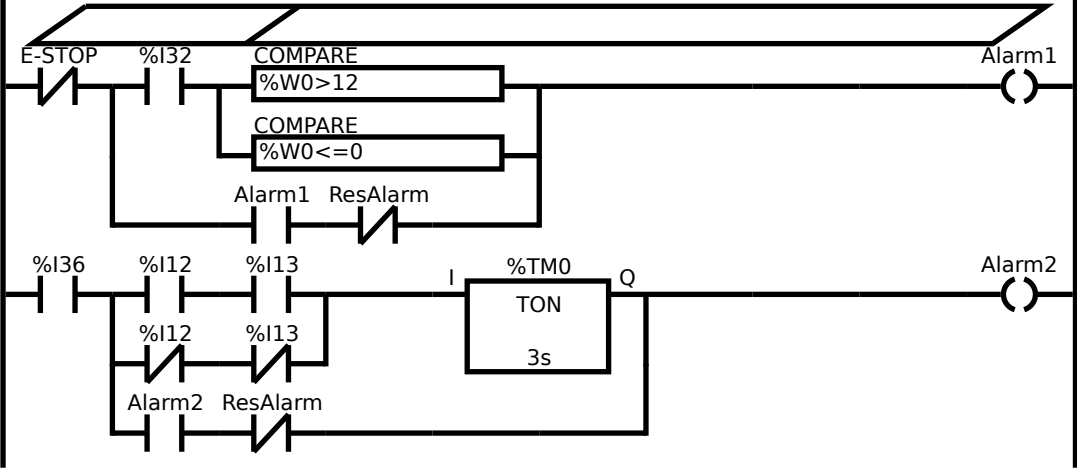 E-STOP %I32 COMPARE Alarm1
%W0>12
COMPARE
%W0<=0
Alarm1 ResAlarm
%I36 %I12 %I13 I %TM0 Q Alarm2
TON
%I12 %I13
3s
Alarm2 ResAlarm